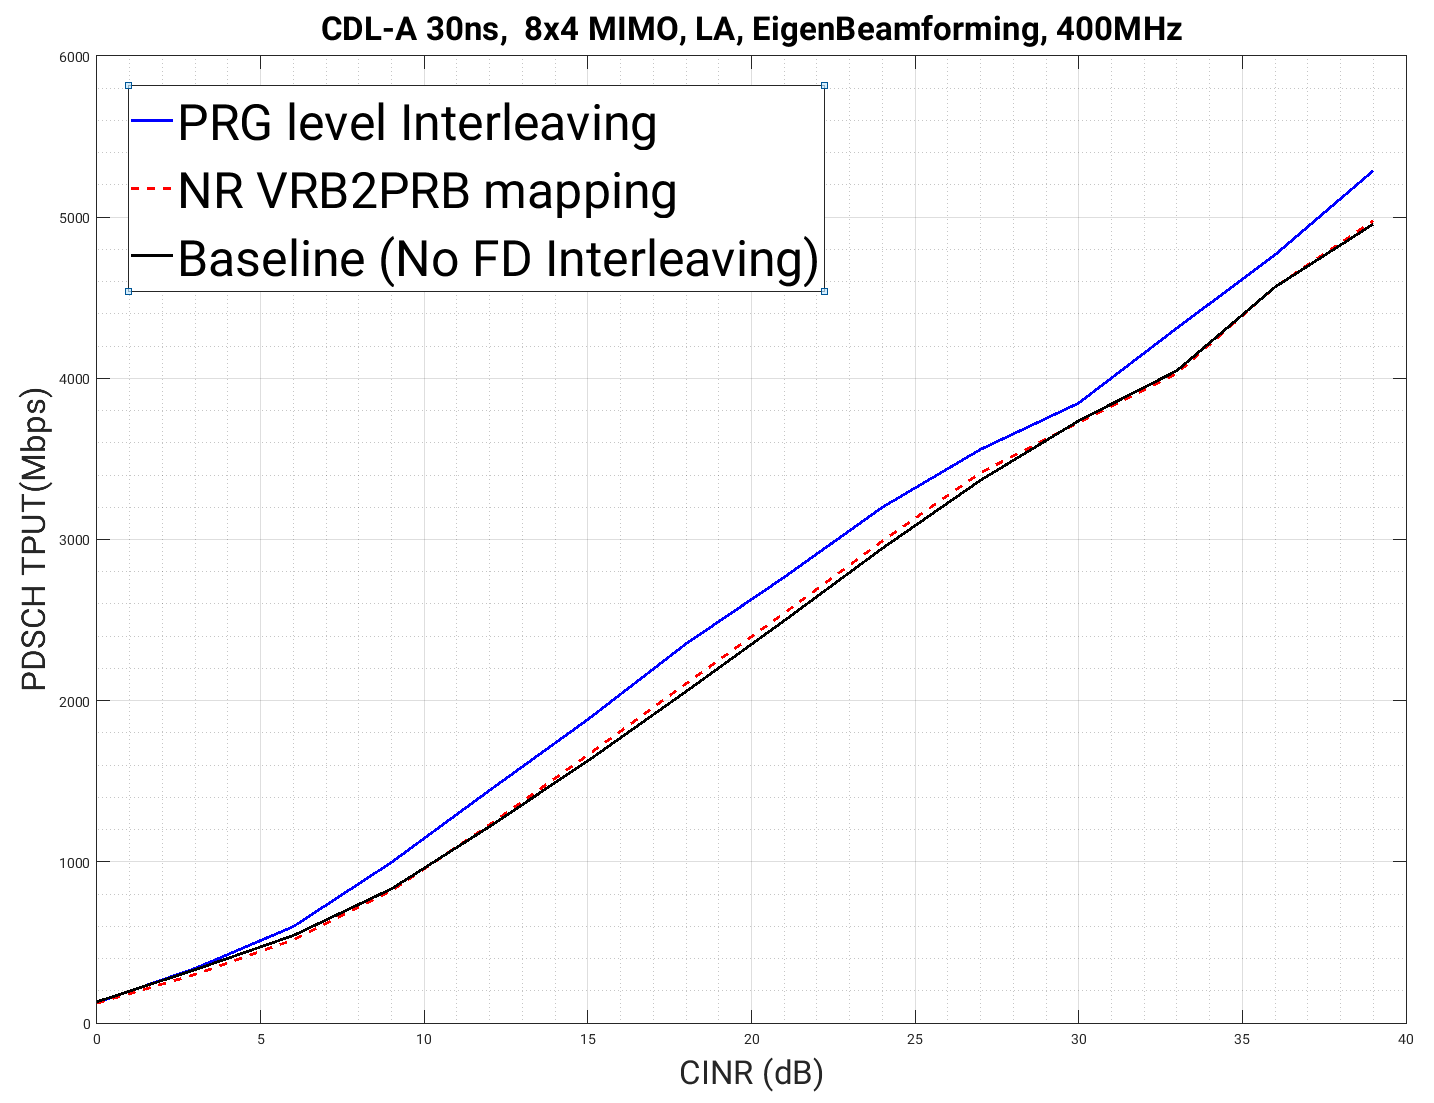 CDL-A 30ns,  8x4 MIMO, LA, EigenBeamforming, 400MHz
PRG level Interleaving
NR VRB2PRB mapping
Baseline (No FD Interleaving)
PDSCH TPUT(Mbps)
6000
5000
4000
3000
2000
1000
0
0 5 10 15 20 25 30 35 40
CINR (dB)